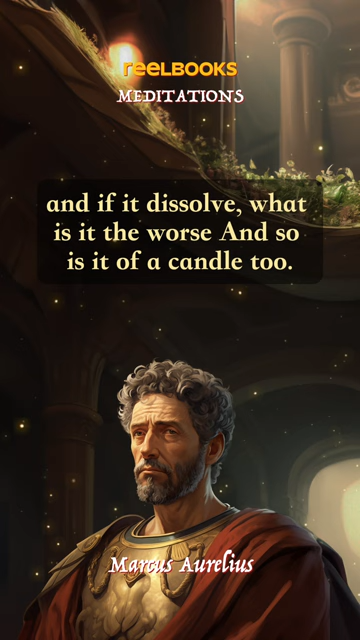 reelbooks
MEDITATIONS
and if it dissolve, what
is it the worse And so
is it of a candle too.
Marcus Aurelius